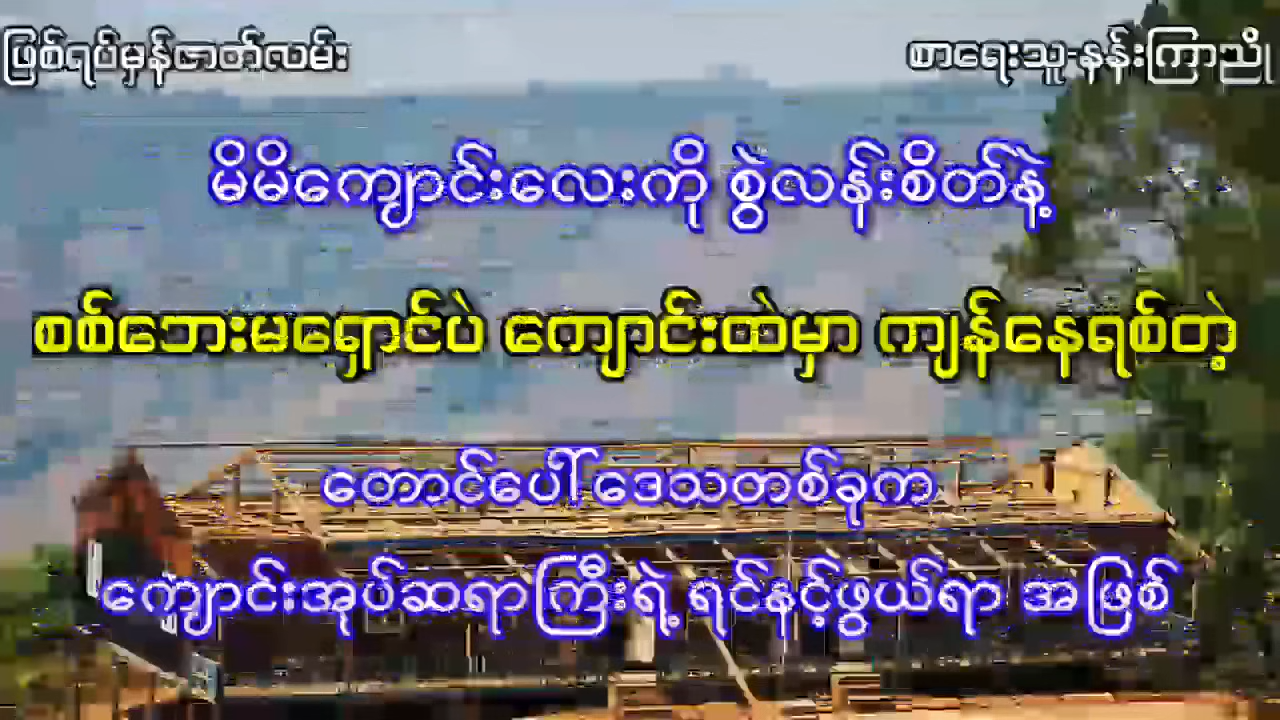 ဖြစ်ရပ်မှန်ဇာတ်လမ်း
စာရေးသူ-နန်းကြာညို
မိမိကျောင်းလေးကို စွဲလန်းစိတ်နဲ့
စစ်ဘေးမရှောင်ပဲ ကျောင်းထဲမှာ ကျန်နေရစ်တဲ့
တောင်ပေါ်ဒေသတစ်ခုက
ကျောင်းအုပ်ဆရာကြီးရဲ့ ရင်နင့်ဖွယ်ရာ အဖြစ်